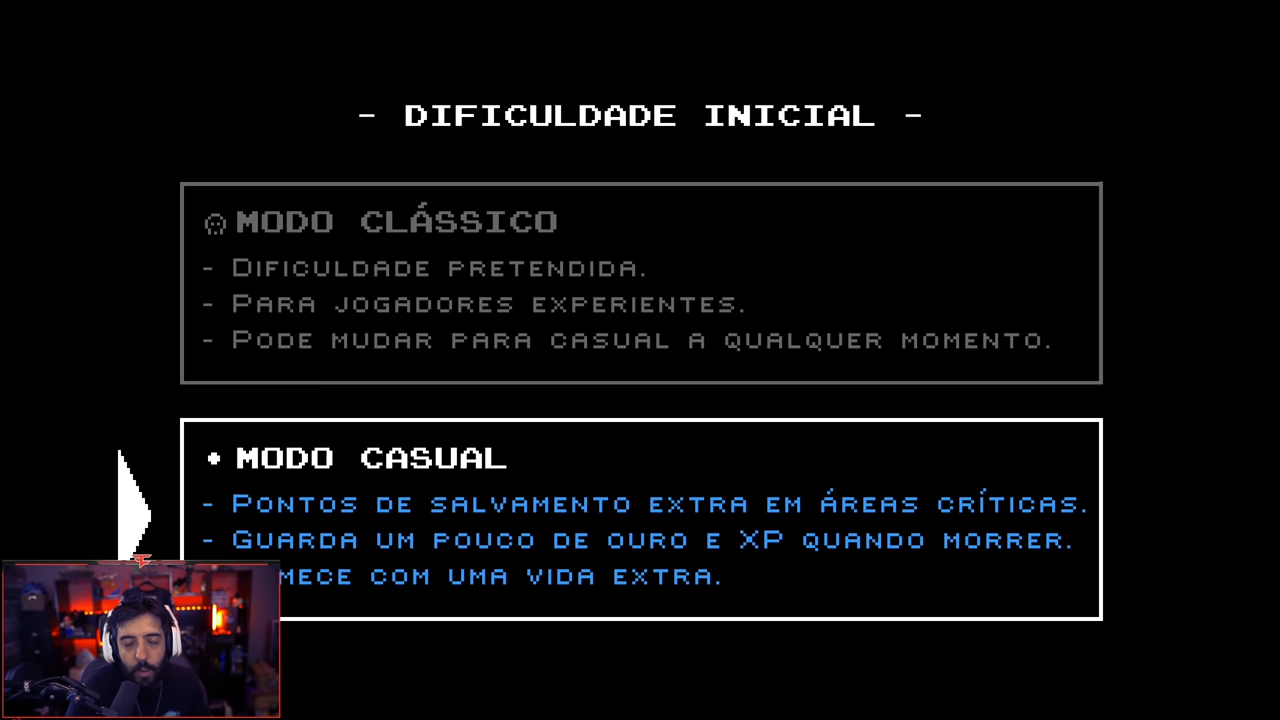 - DIFICULDADE INICIAL -
MODO CLÁSSICO
- DIFICULDADE PRETENDIDA.
- PARA JOGADORES EXPERIENTES.
- PODE MUDAR PARA CASUAL A QUALQUER MOMENTO.
• MODO CASUAL
- PONTOS DE SALVAMENTO EXTRA EM ÁREAS CRÍTICAS.
- GUARDA UM POUCO DE OURO E XP QUANDO MORRER.
COM UMA VIDA EXTRA.